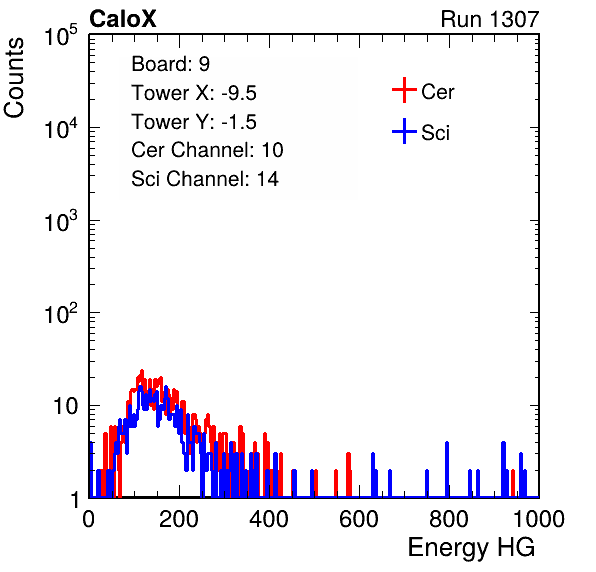 CaloX Run 1307
Counts
10^5
10^4
10^3
10^2
10
1
Board: 9
Tower X: -9.5
Tower Y: -1.5
Cer Channel: 10
Sci Channel: 14
Cer
Sci
0 200 400 600 800 1000
Energy HG